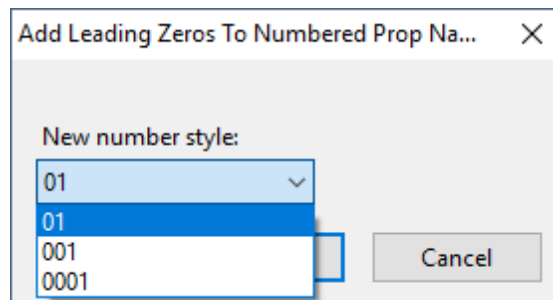 Add Leading Zeros To Numbered Prop Na...
New number style:
01
01
001
0001
Cancel